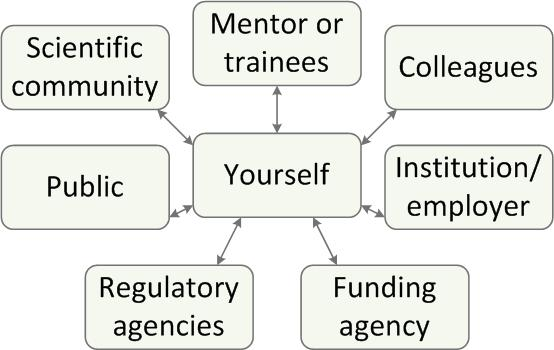 Scientific
community
Mentor or
trainees
Colleagues
Public
Yourself
Institution/
employer
Regulatory
agencies
Funding
agency